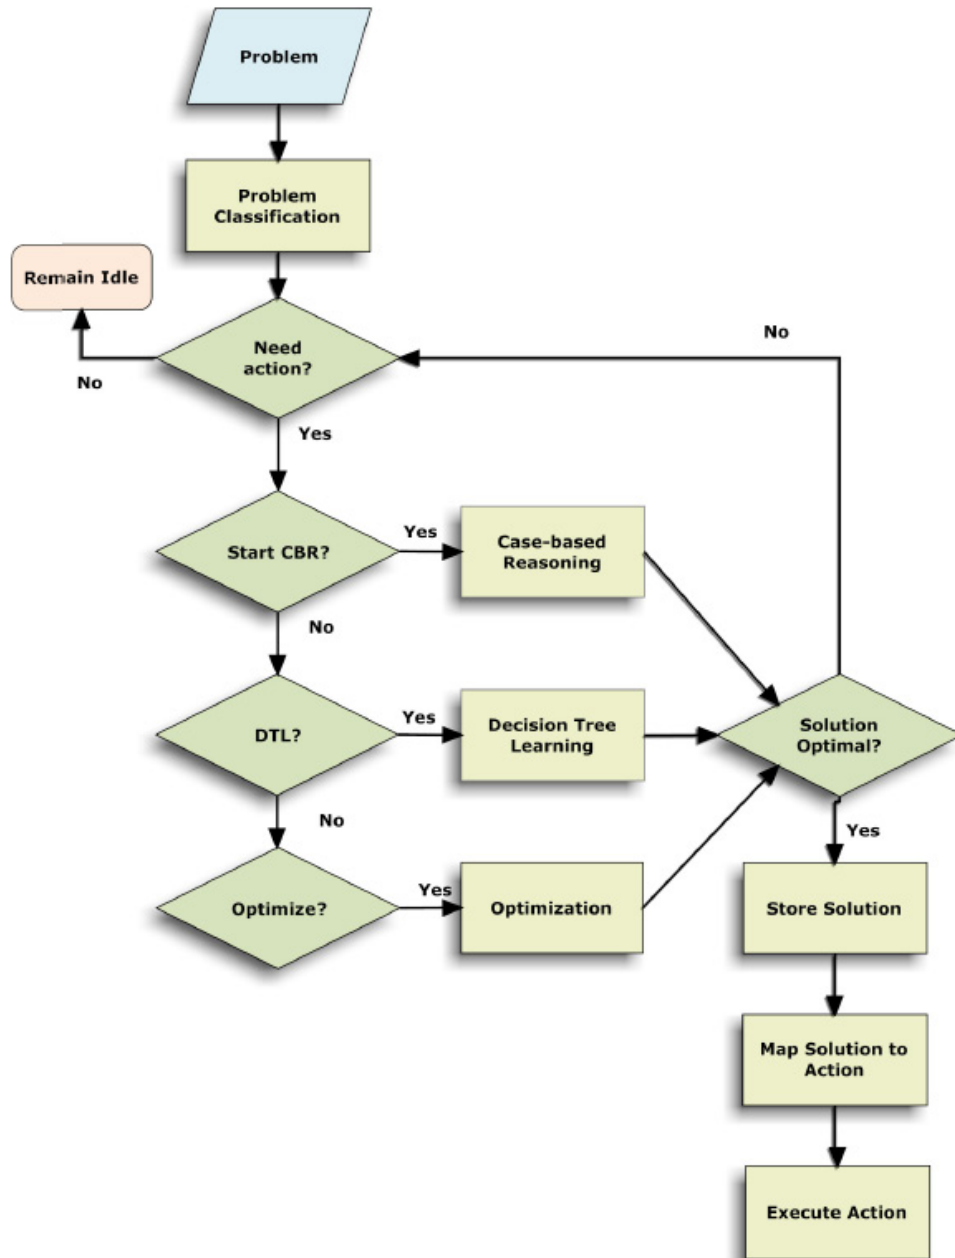 Problem
Problem
Classification
Remain Idle
Need
action?
No
No
Yes
Start CBR?
Yes
Case-based
Reasoning
No
DTL?
Yes
Decision Tree
Learning
Solution
Optimal?
No
Yes
Optimize?
Yes
Optimization
Store Solution
Map Solution to
Action
Execute Action